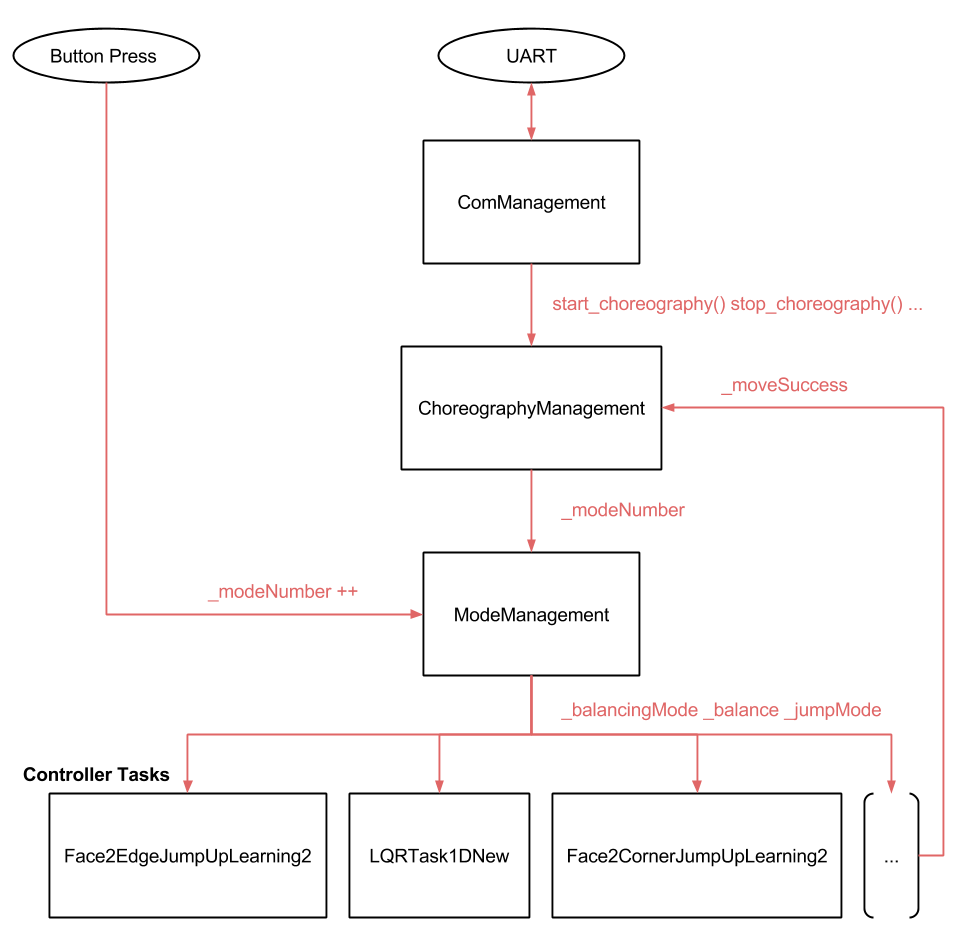 Button Press
UART
ComManagement
start_choreography() stop_choreography() ...
_moveSuccess
ChoreographyManagement
_modeNumber
_modeNumber ++
ModeManagement
_balancingMode _balance _jumpMode
Controller Tasks
Face2EdgeJumpUpLearning2
LQRTask1DNew
Face2CornerJumpUpLearning2
...